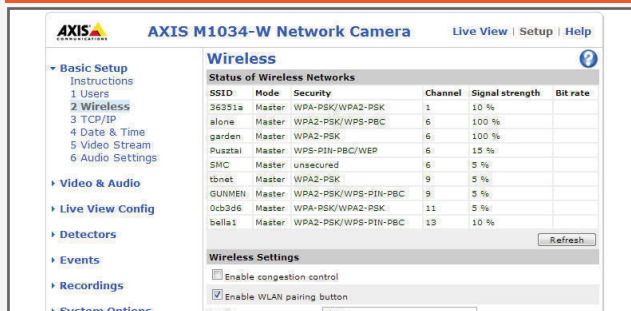 AXIS COMMUNICATIONS
AXIS M1034-W Network Camera
Live View | Setup | Help
Basic Setup
Instructions
1 Users
2 Wireless
3 TCP/IP
4 Date & Time
5 Video Stream
6 Audio Settings
Video & Audio
Live View Config
Detectors
Events
Recordings
System Options
Wireless
Status of Wireless Networks
SSID Mode Security Channel Signal strength Bit rate
36351a Master WPA-PSK/WPA2-PSK 1 10 %
alone Master WPA2-PSK/WPS-PBC 6 100 %
garden Master WPA2-PSK 6 100 %
Pusztai Master WPS-PIN-PBC/WEP 6 15 %
SMC Master unsecured 6 5 %
tbnet Master WPA2-PSK 9 5 %
GUNMEN Master WPA2-PSK/WPS-PIN-PBC 9 5 %
0cb3d6 Master WPA-PSK/WPA2-PSK 11 5 %
bella1 Master WPA2-PSK/WPS-PIN-PBC 13 10 %
Refresh
Wireless Settings
Enable congestion control
Enable WLAN pairing button